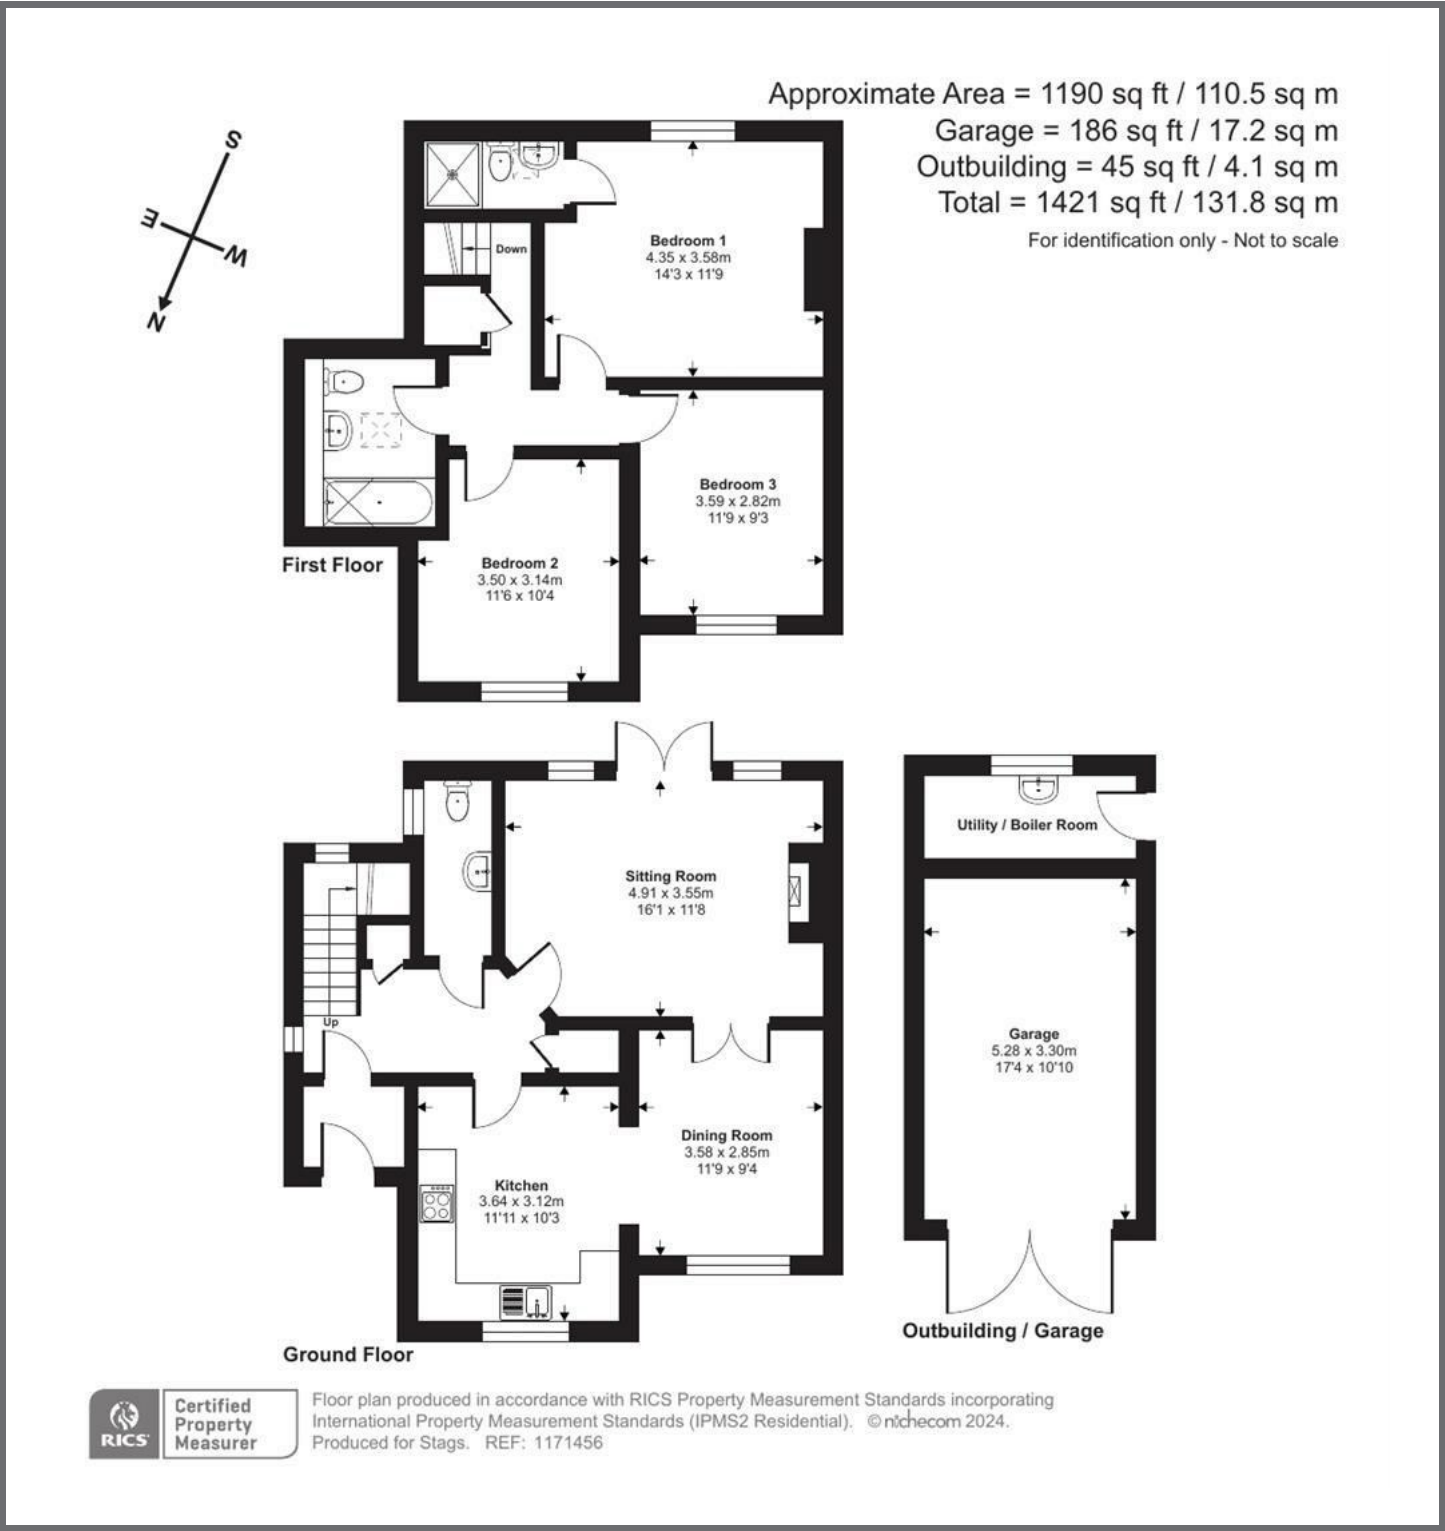 Approximate Area = 1190 sq ft / 110.5 sq m
Garage = 186 sq ft / 17.2 sq m
Outbuilding = 45 sq ft / 4.1 sq m
Total = 1421 sq ft / 131.8 sq m
For identification only - Not to scale
S
E
W
N
Down
Bedroom 1
4.35 x 3.58m
14'3 x 11'9
Bedroom 3
3.59 x 2.82m
11'9 x 9'3
Bedroom 2
3.50 x 3.14m
11'6 x 10'4
First Floor
Utility / Boiler Room
Sitting Room
4.91 x 3.55m
16'1 x 11'8
Up
Garage
5.28 x 3.30m
17'4 x 10'10
Dining Room
3.58 x 2.85m
11'9 x 9'4
Kitchen
3.64 x 3.12m
11'11 x 10'3
Outbuilding / Garage
Ground Floor
RICS
Certified
Property
Measurer
Floor plan produced in accordance with RICS Property Measurement Standards incorporating
International Property Measurement Standards (IPMS2 Residential). © nichecom 2024.
Produced for Stags. REF: 1171456